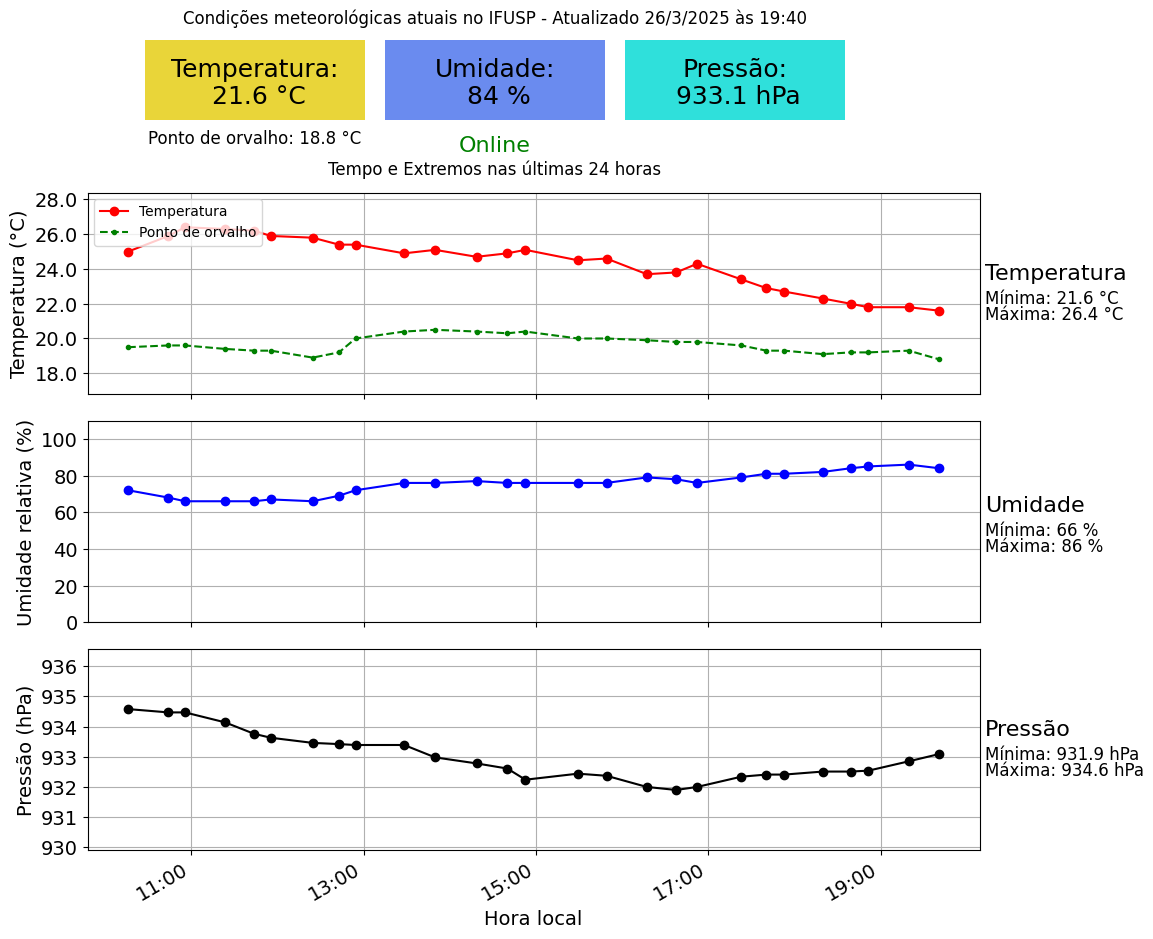 Condições meteorológicas atuais no IFUSP - Atualizado 26/3/2025 às 19:40
Temperatura:
21.6 °C
Umidade:
84 %
Pressão:
933.1 hPa
Ponto de orvalho: 18.8 °C
Online
Tempo e Extremos nas últimas 24 horas
Temperatura (°C)
28.0
26.0
24.0
22.0
20.0
18.0
Temperatura
Ponto de orvalho
Temperatura
Mínima: 21.6 °C
Máxima: 26.4 °C
Umidade relativa (%)
100
80
60
40
20
0
Umidade
Mínima: 66 %
Máxima: 86 %
Pressão (hPa)
936
935
934
933
932
931
930
Pressão
Mínima: 931.9 hPa
Máxima: 934.6 hPa
11:00
13:00
15:00
17:00
19:00
Hora local